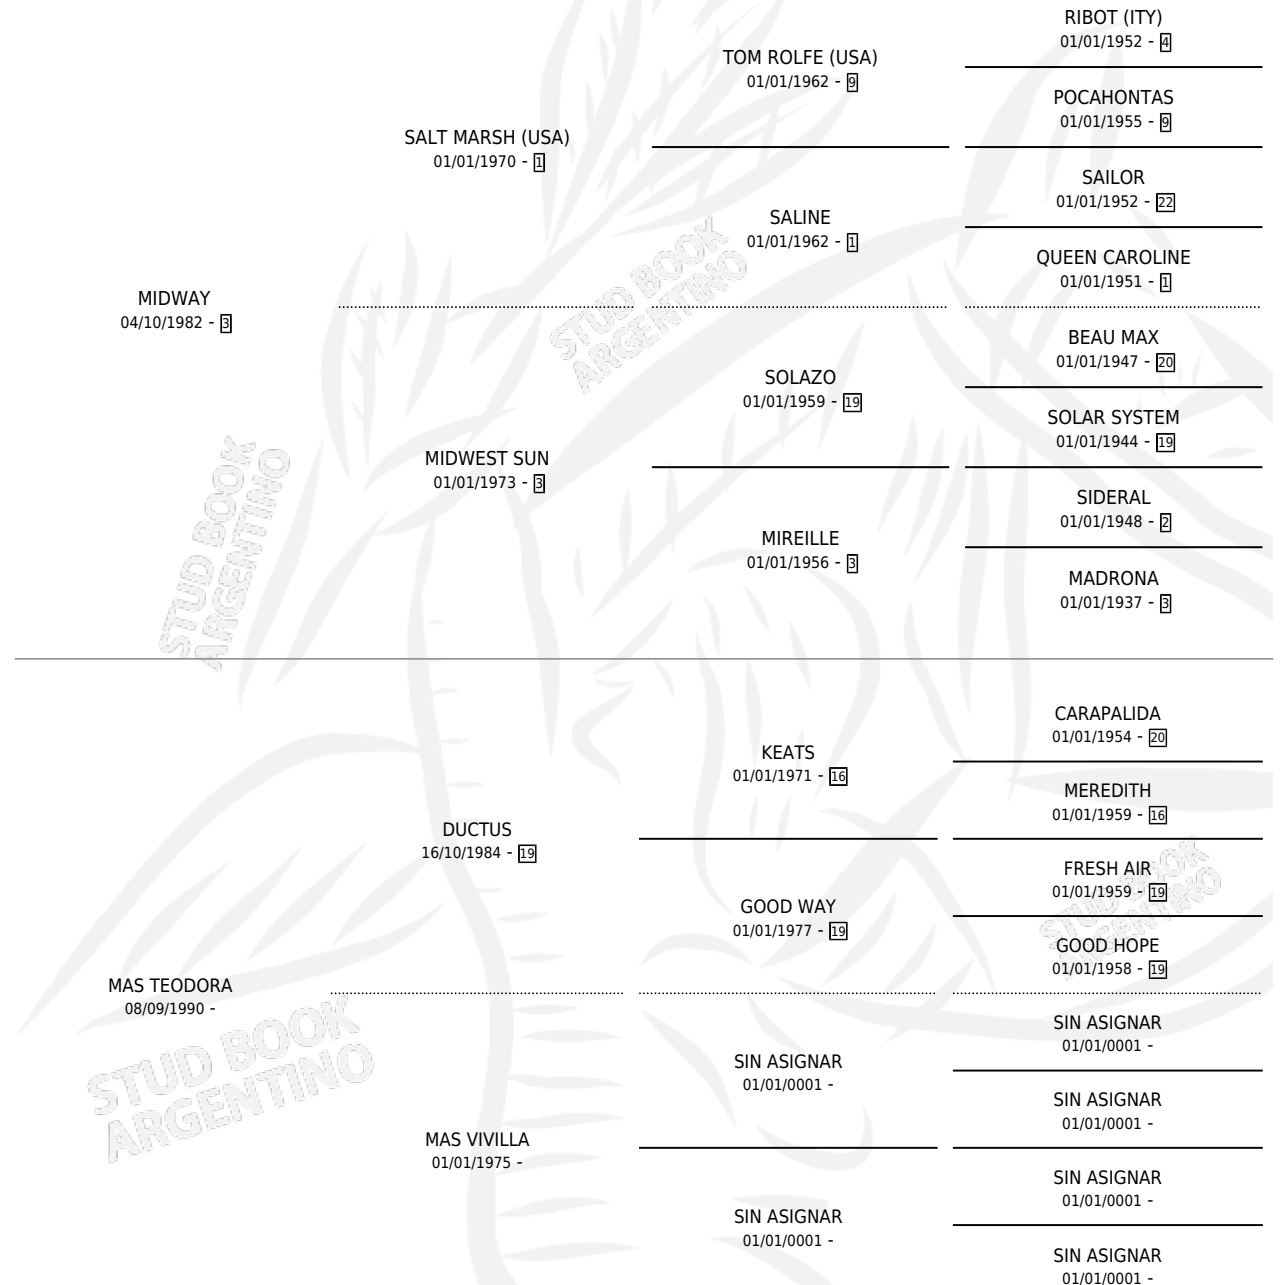 RIBOT (ITY)
01/01/1952 - 4
TOM ROLFE (USA)
01/01/1962 - 9
POCAHONTAS
01/01/1955 - 9
SALT MARSH (USA)
01/01/1970 - 1
SAILOR
01/01/1952 - 22
SALINE
01/01/1962 - 1
QUEEN CAROLINE
01/01/1951 - 1
MIDWAY
04/10/1982 - 3
BEAU MAX
01/01/1947 - 20
SOLAZO
01/01/1959 - 19
SOLAR SYSTEM
01/01/1944 - 19
MIDWEST SUN
01/01/1973 - 3
SIDERAL
01/01/1948 - 2
MIREILLE
01/01/1956 - 3
MADRONA
01/01/1937 - 3
CARAPALIDA
01/01/1954 - 20
KEATS
01/01/1971 - 16
MEREDITH
01/01/1959 - 16
DUCTUS
16/10/1984 - 19
FRESH AIR
01/01/1959 - 19
GOOD WAY
01/01/1977 - 19
GOOD HOPE
01/01/1958 - 19
MAS TEODORA
08/09/1990 -
SIN ASIGNAR
01/01/0001 -
SIN ASIGNAR
01/01/0001 -
SIN ASIGNAR
01/01/0001 -
MAS VIVILLA
01/01/1975 -
SIN ASIGNAR
01/01/0001 -
SIN ASIGNAR
01/01/0001 -
SIN ASIGNAR
01/01/0001 -
STUD BOOK
ARGENTINO
STUD BOOK
ARGENTINO
STUD BOOK
ARGENTINO
STUD BOOK
ARGENTINO